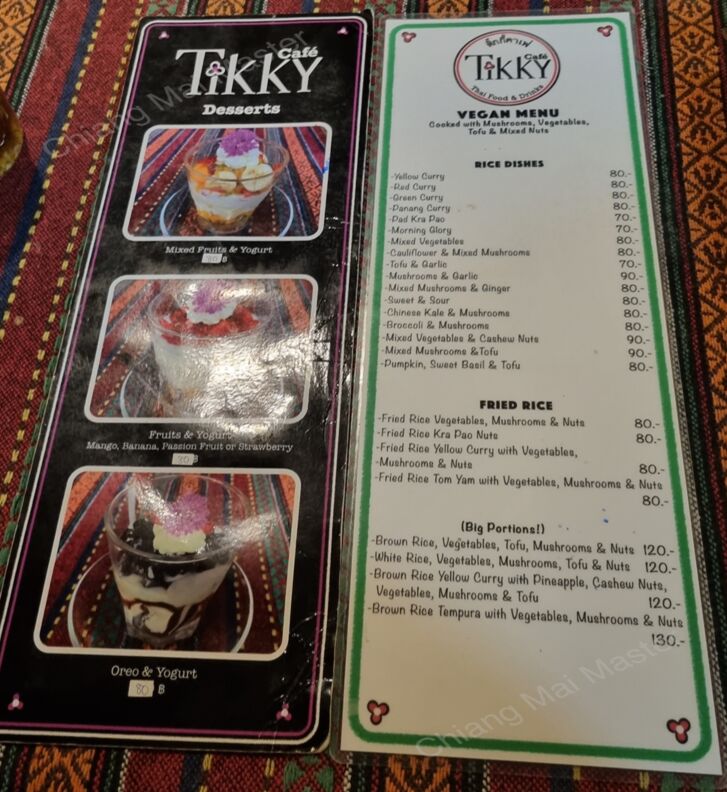 Café
TiKKY
Desserts
Mixed Fruits & Yogurt
฿
Fruits & Yogurt
Mango, Banana, Passion Fruit or Strawberry
฿
Oreo & Yogurt
80 ฿
ติกกี้คาเฟ่
Café
TiKKY
Thai Food & Drinks
VEGAN MENU
Cooked with Mushrooms, Vegetables,
Tofu & Mixed Nuts
RICE DISHES
-Yellow Curry 80.-
-Red Curry 80.-
-Green Curry 80.-
-Panang Curry 80.-
-Pad Kra Pao 70.-
-Morning Glory 70.-
-Mixed Vegetables 80.-
-Cauliflower & Mixed Mushrooms 80.-
-Tofu & Garlic 70.-
-Mushrooms & Garlic 90.-
-Mixed Mushrooms & Ginger 80.-
-Sweet & Sour 80.-
-Chinese Kale & Mushrooms 80.-
-Broccoli & Mushrooms 80.-
-Mixed Vegetables & Cashew Nuts 90.-
-Mixed Mushrooms &Tofu 90.-
-Pumpkin, Sweet Basil & Tofu 80.-
FRIED RICE
-Fried Rice Vegetables, Mushrooms & Nuts 80.-
-Fried Rice Kra Pao Nuts 80.-
-Fried Rice Yellow Curry with Vegetables,
-Mushrooms & Nuts 80.-
-Fried Rice Tom Yam with Vegetables, Mushrooms & Nuts
80.-
(Big Portions!)
-Brown Rice, Vegetables, Tofu, Mushrooms & Nuts 120.-
-White Rice, Vegetables, Mushrooms, Tofu & Nuts 120.-
-Brown Rice Yellow Curry with Pineapple, Cashew Nuts,
Vegetables, Mushrooms & Tofu 120.-
-Brown Rice Tempura with Vegetables, Mushrooms & Nuts
130.-
Chiang Mai Master
Chiang Mai Master